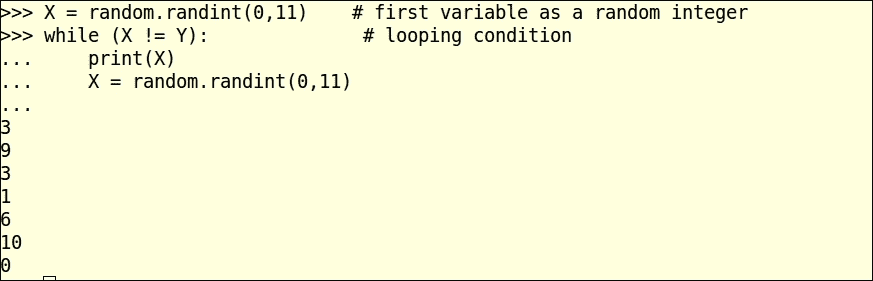 >>> X = random.randint(0,11)    # first variable as a random integer
>>> while (X != Y):              # looping condition
...     print(X)
...     X = random.randint(0,11)
...
3
9
3
1
6
10
0